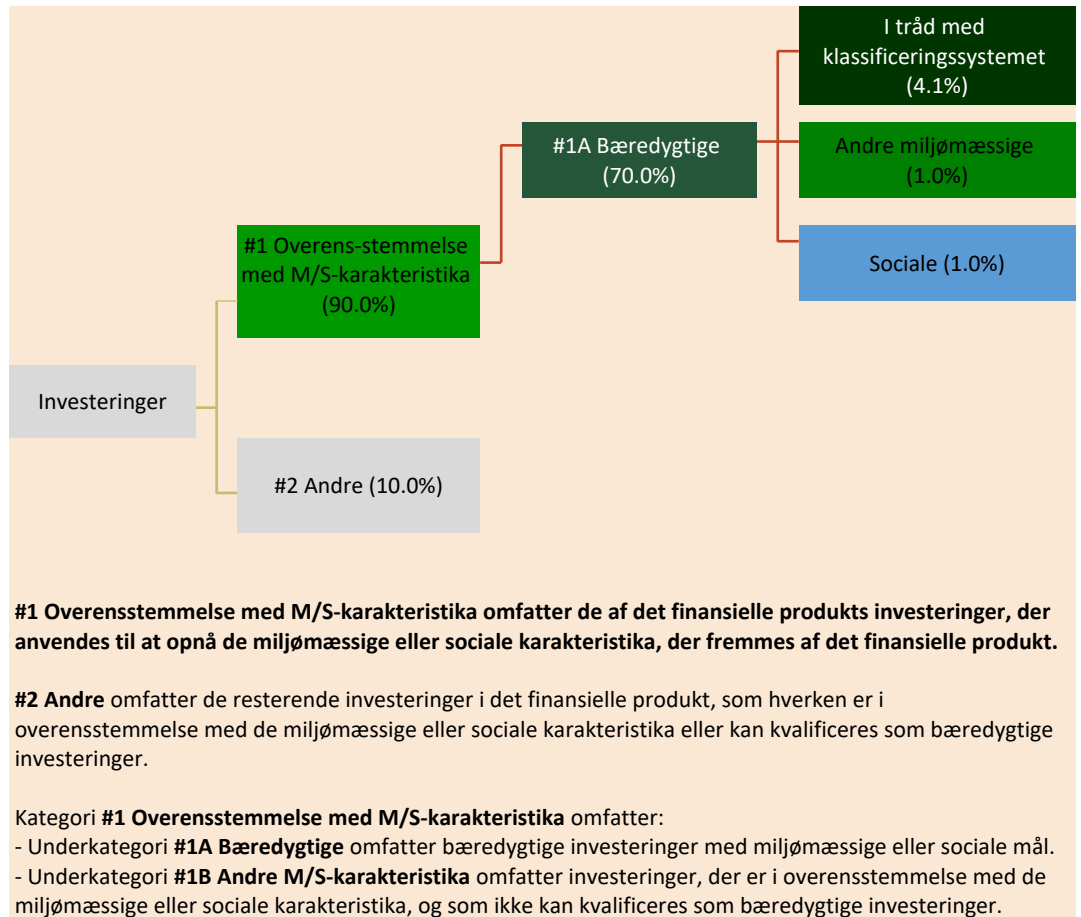 I tråd med
klassificeringssystemet
(4.1%)
#1A Bæredygtige
(70.0%)
Andre miljømæssige
(1.0%)
#1 Overens-stemmelse
med M/S-karakteristika
(90.0%)
Sociale (1.0%)
Investeringer
#2 Andre (10.0%)
#1 Overensstemmelse med M/S-karakteristika omfatter de af det finansielle produkts investeringer, der
anvendes til at opnå de miljømæssige eller sociale karakteristika, der fremmes af det finansielle produkt.
#2 Andre omfatter de resterende investeringer i det finansielle produkt, som hverken er i
overensstemmelse med de miljømæssige eller sociale karakteristika eller kan kvalificeres som bæredygtige
investeringer.
Kategori #1 Overensstemmelse med M/S-karakteristika omfatter:
- Underkategori #1A Bæredygtige omfatter bæredygtige investeringer med miljømæssige eller sociale mål.
- Underkategori #1B Andre M/S-karakteristika omfatter investeringer, der er i overensstemmelse med de
miljømæssige eller sociale karakteristika, og som ikke kan kvalificeres som bæredygtige investeringer.